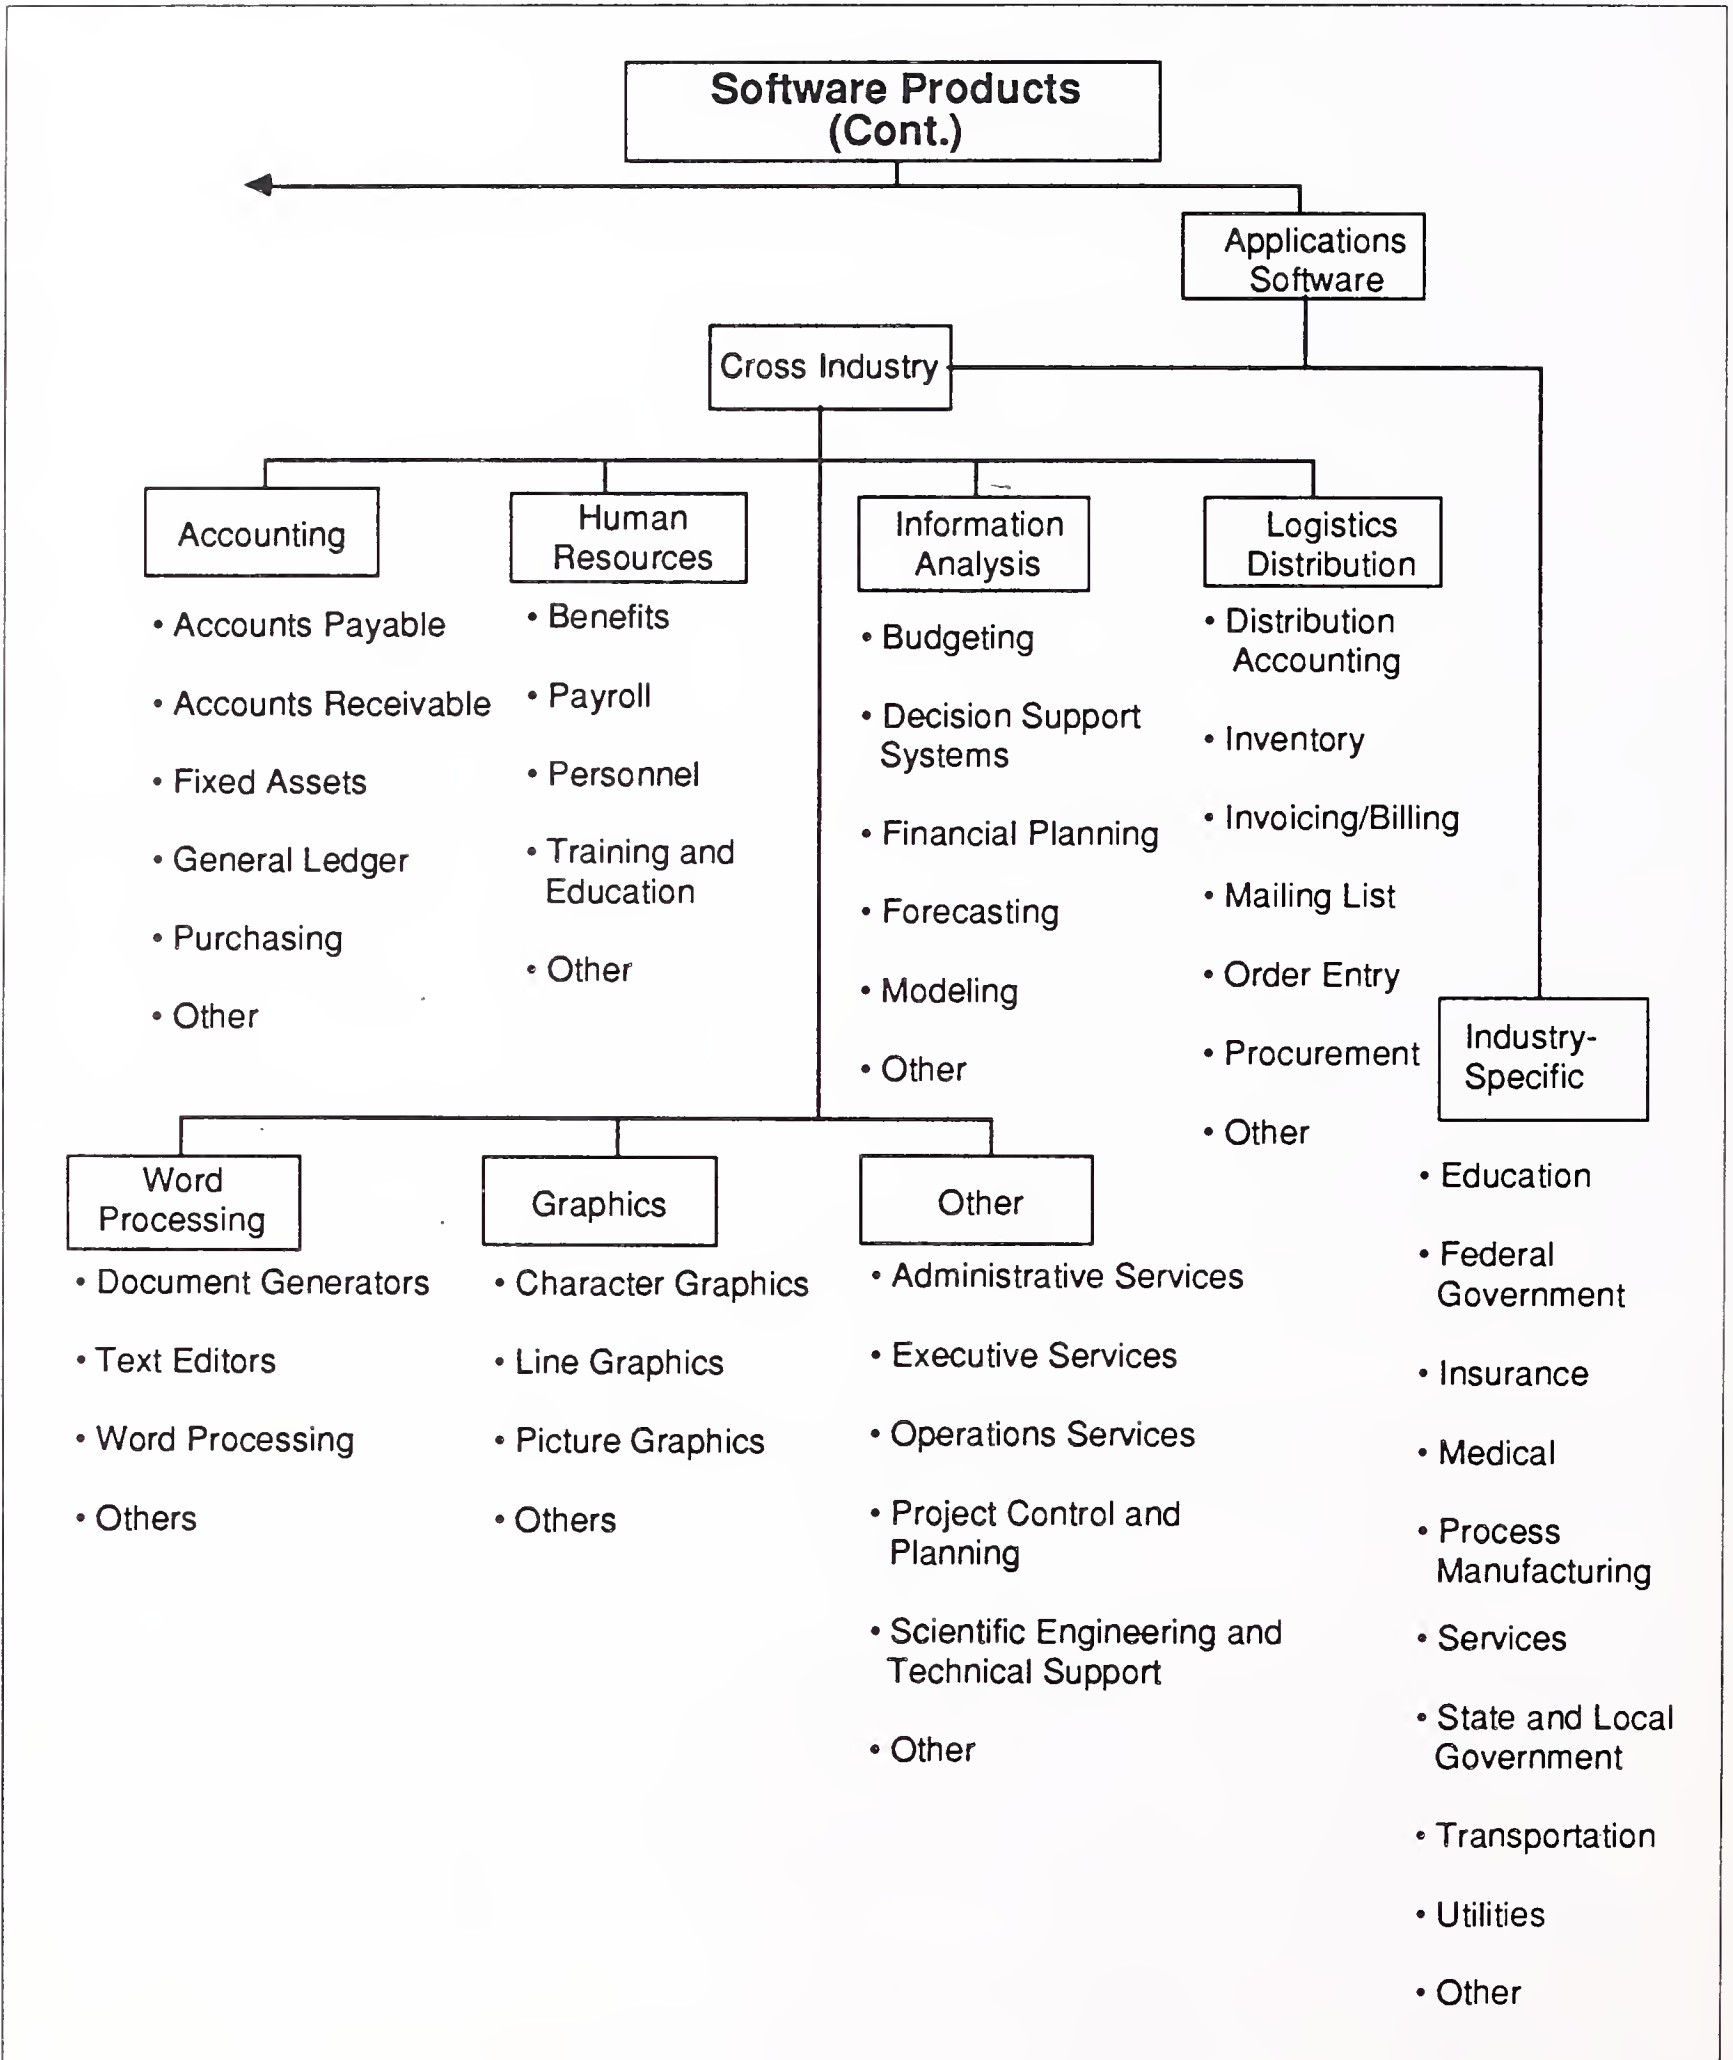 Software Products
(Cont.)
Applications
Software
Cross Industry
Accounting
• Accounts Payable
• Accounts Receivable
• Fixed Assets
• General Ledger
• Purchasing
• Other
Human
Resources
• Benefits
• Payroll
• Personnel
• Training and
Education
• Other
Information
Analysis
• Budgeting
• Decision Support
Systems
• Financial Planning
• Forecasting
• Modeling
• Other
Logistics
Distribution
• Distribution
Accounting
• Inventory
• Invoicing/Billing
• Mailing List
• Order Entry
• Procurement
• Other
Word
Processing
• Document Generators
• Text Editors
• Word Processing
• Others
Graphics
• Character Graphics
• Line Graphics
• Picture Graphics
• Others
Other
• Administrative Services
• Executive Services
• Operations Services
• Project Control and
Planning
• Scientific Engineering and
Technical Support
• Other
Industry-
Specific
• Education
• Federal
Government
• Insurance
• Medical
• Process
Manufacturing
• Services
• State and Local
Government
• Transportation
• Utilities
• Other